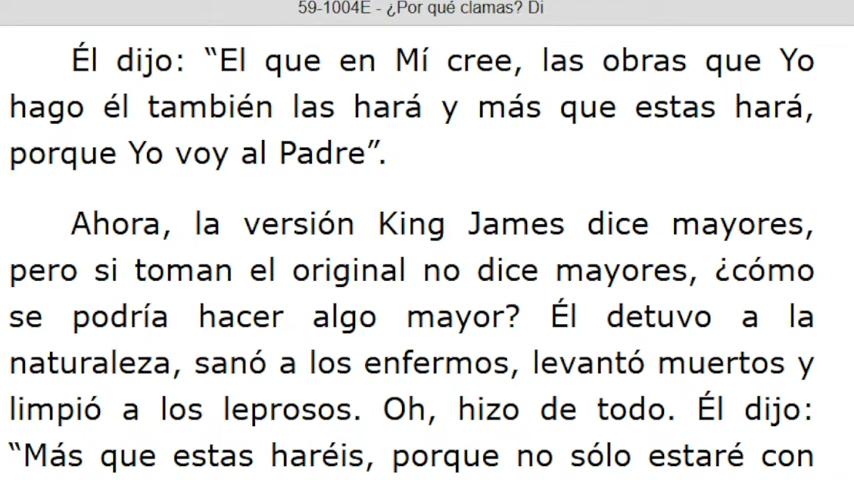 59-1004E - ¿Por qué clamas? Di
Él dijo: “El que en Mí cree, las obras que Yo
hago él también las hará y más que estas hará,
porque Yo voy al Padre”.
Ahora, la versión King James dice mayores,
pero si toman el original no dice mayores, ¿cómo
se podría hacer algo mayor? Él detuvo a la
naturaleza, sanó a los enfermos, levantó muertos y
limpió a los leprosos. Oh, hizo de todo. Él dijo:
“Más que estas haréis, porque no sólo estaré con